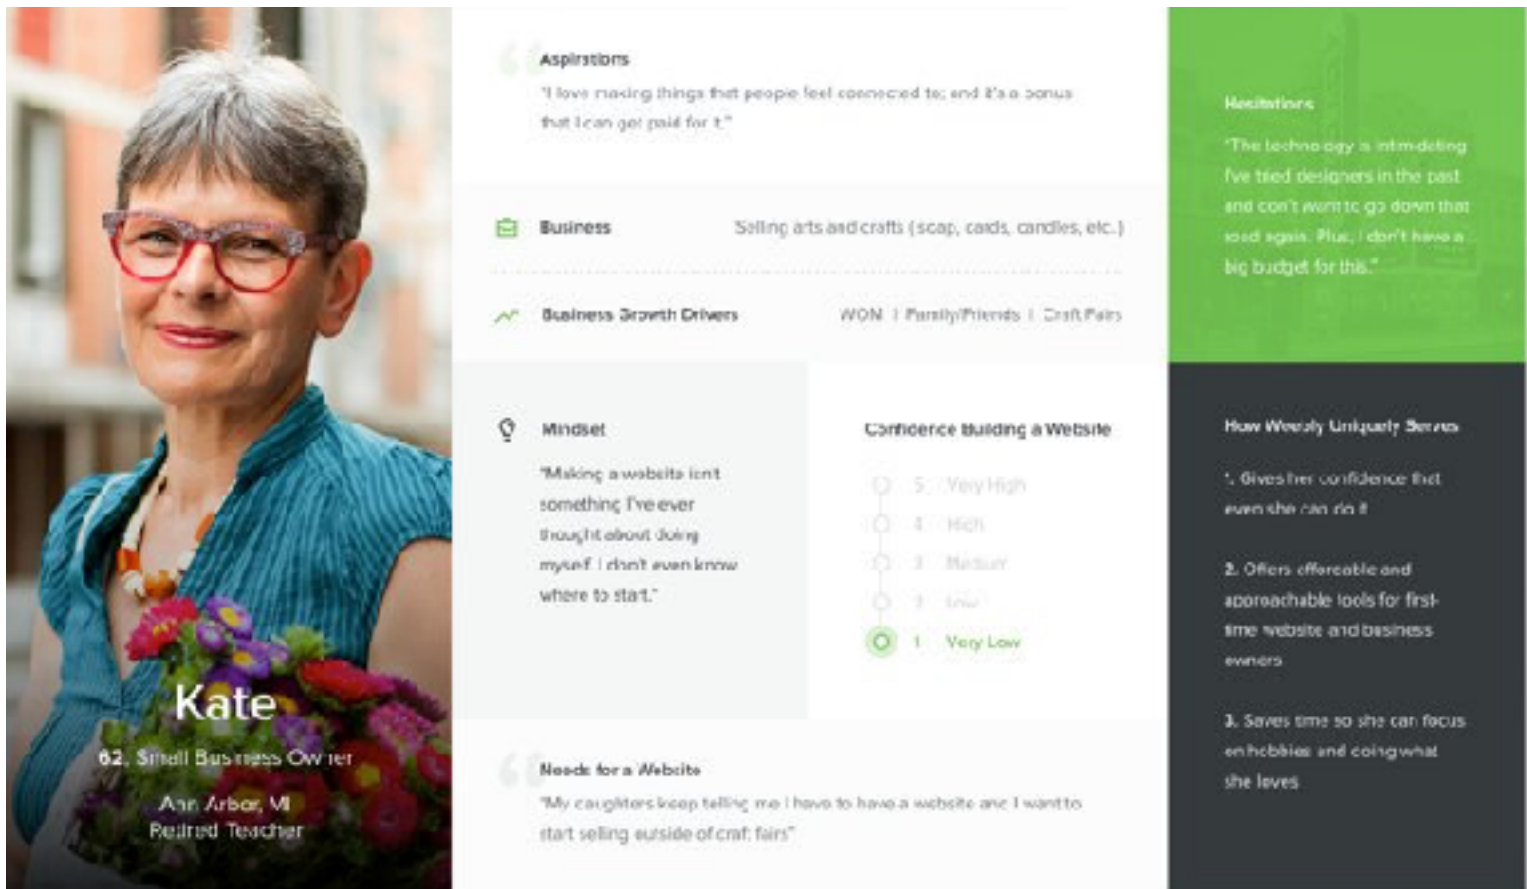 Kate
62, Small Business Owner
Ann Arbor, MI
Retired Teacher
Aspirations
"I love making things that people feel connected to; and it's a bonus
that I can get paid for it."
Business
Selling arts and crafts (soap, cards, candles, etc.)
Business Growth Drivers
WOM | Family/Friends | Craft Fairs
Mindset
"Making a website isn't
something I've ever
thought about doing
myself. I don't even know
where to start."
Confidence Building a Website
5 Very High
4 High
3 Medium
2 Low
1 Very Low
Needs for a Website
"My daughters keep telling me I have to have a website and I want to
start selling outside of craft fairs"
Hesitations
"The technology is intimidating
I've tried designers in the past
and don't want to go down that
road again. Plus, I don't have a
big budget for this."
How Weebly Uniquely Serves
1. Gives her confidence that
even she can do it
2. Offers affordable and
approachable tools for first-
time website and business
owners
3. Saves time so she can focus
on hobbies and doing what
she loves